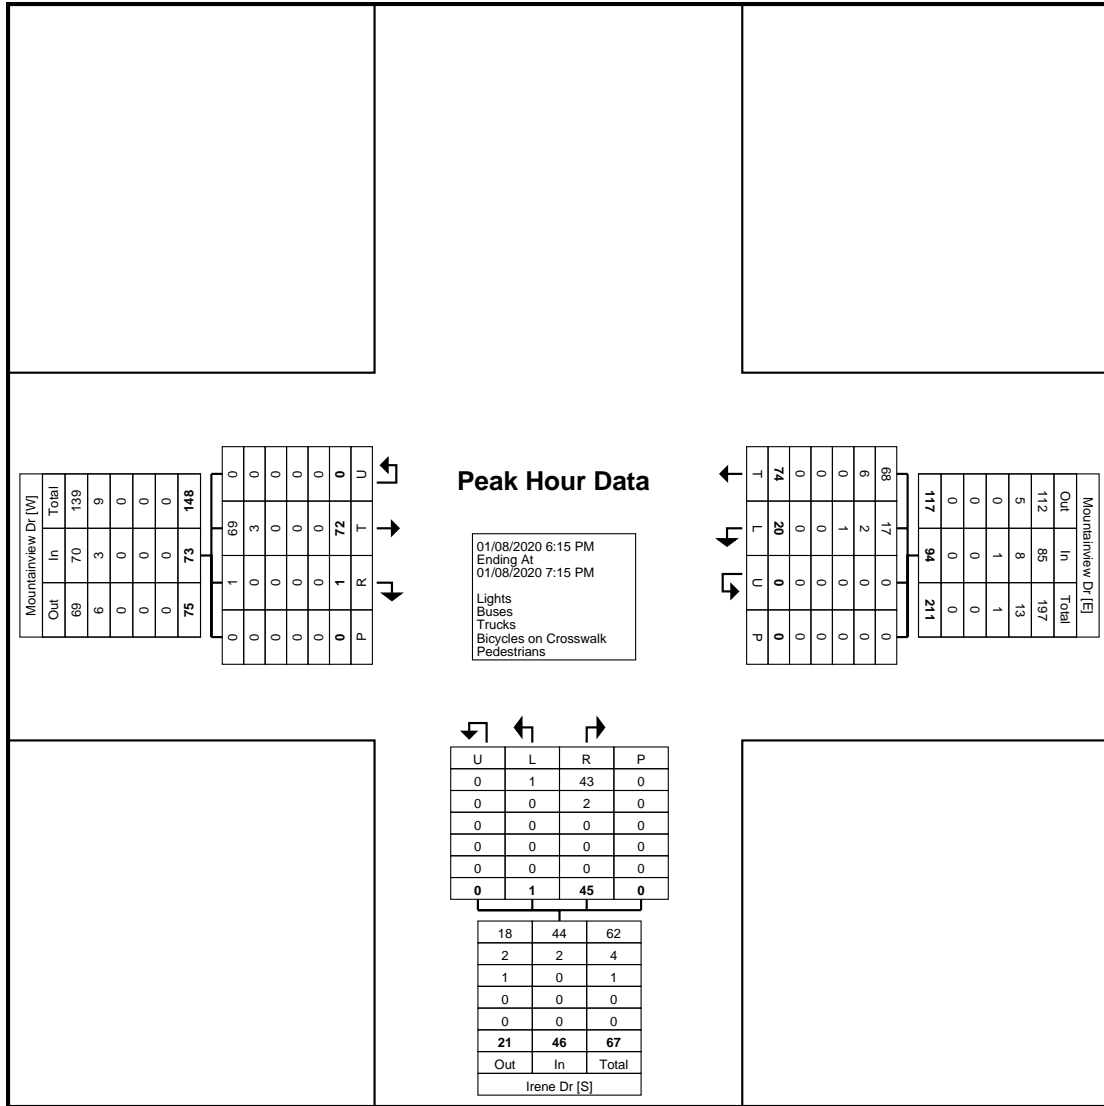 Peak Hour Data
01/08/2020 6:15 PM
Ending At
01/08/2020 7:15 PM
Lights
Buses
Trucks
Bicycles on Crosswalk
Pedestrians
Mountainview Dr [W]
Total 139 9 0 0 0 148
In 70 3 0 0 0 73
Out 69 6 0 0 0 75
0 0 0 0 0 0 U
69 3 0 0 0 72 T
1 0 0 0 0 1 R
0 0 0 0 0 0 P
Mountainview Dr [E]
Out 112 5 0 0 0 117
In 85 8 1 0 0 94
Total 197 13 1 0 0 211
68 6 0 0 0 74 T
17 2 1 0 0 20 L
0 0 0 0 0 0 U
0 0 0 0 0 0 P
U L R P
0 1 43 0
0 0 2 0
0 0 0 0
0 0 0 0
0 0 0 0
0 1 45 0
18 44 62
2 2 4
1 0 1
0 0 0
0 0 0
21 46 67
Out In Total
Irene Dr [S]